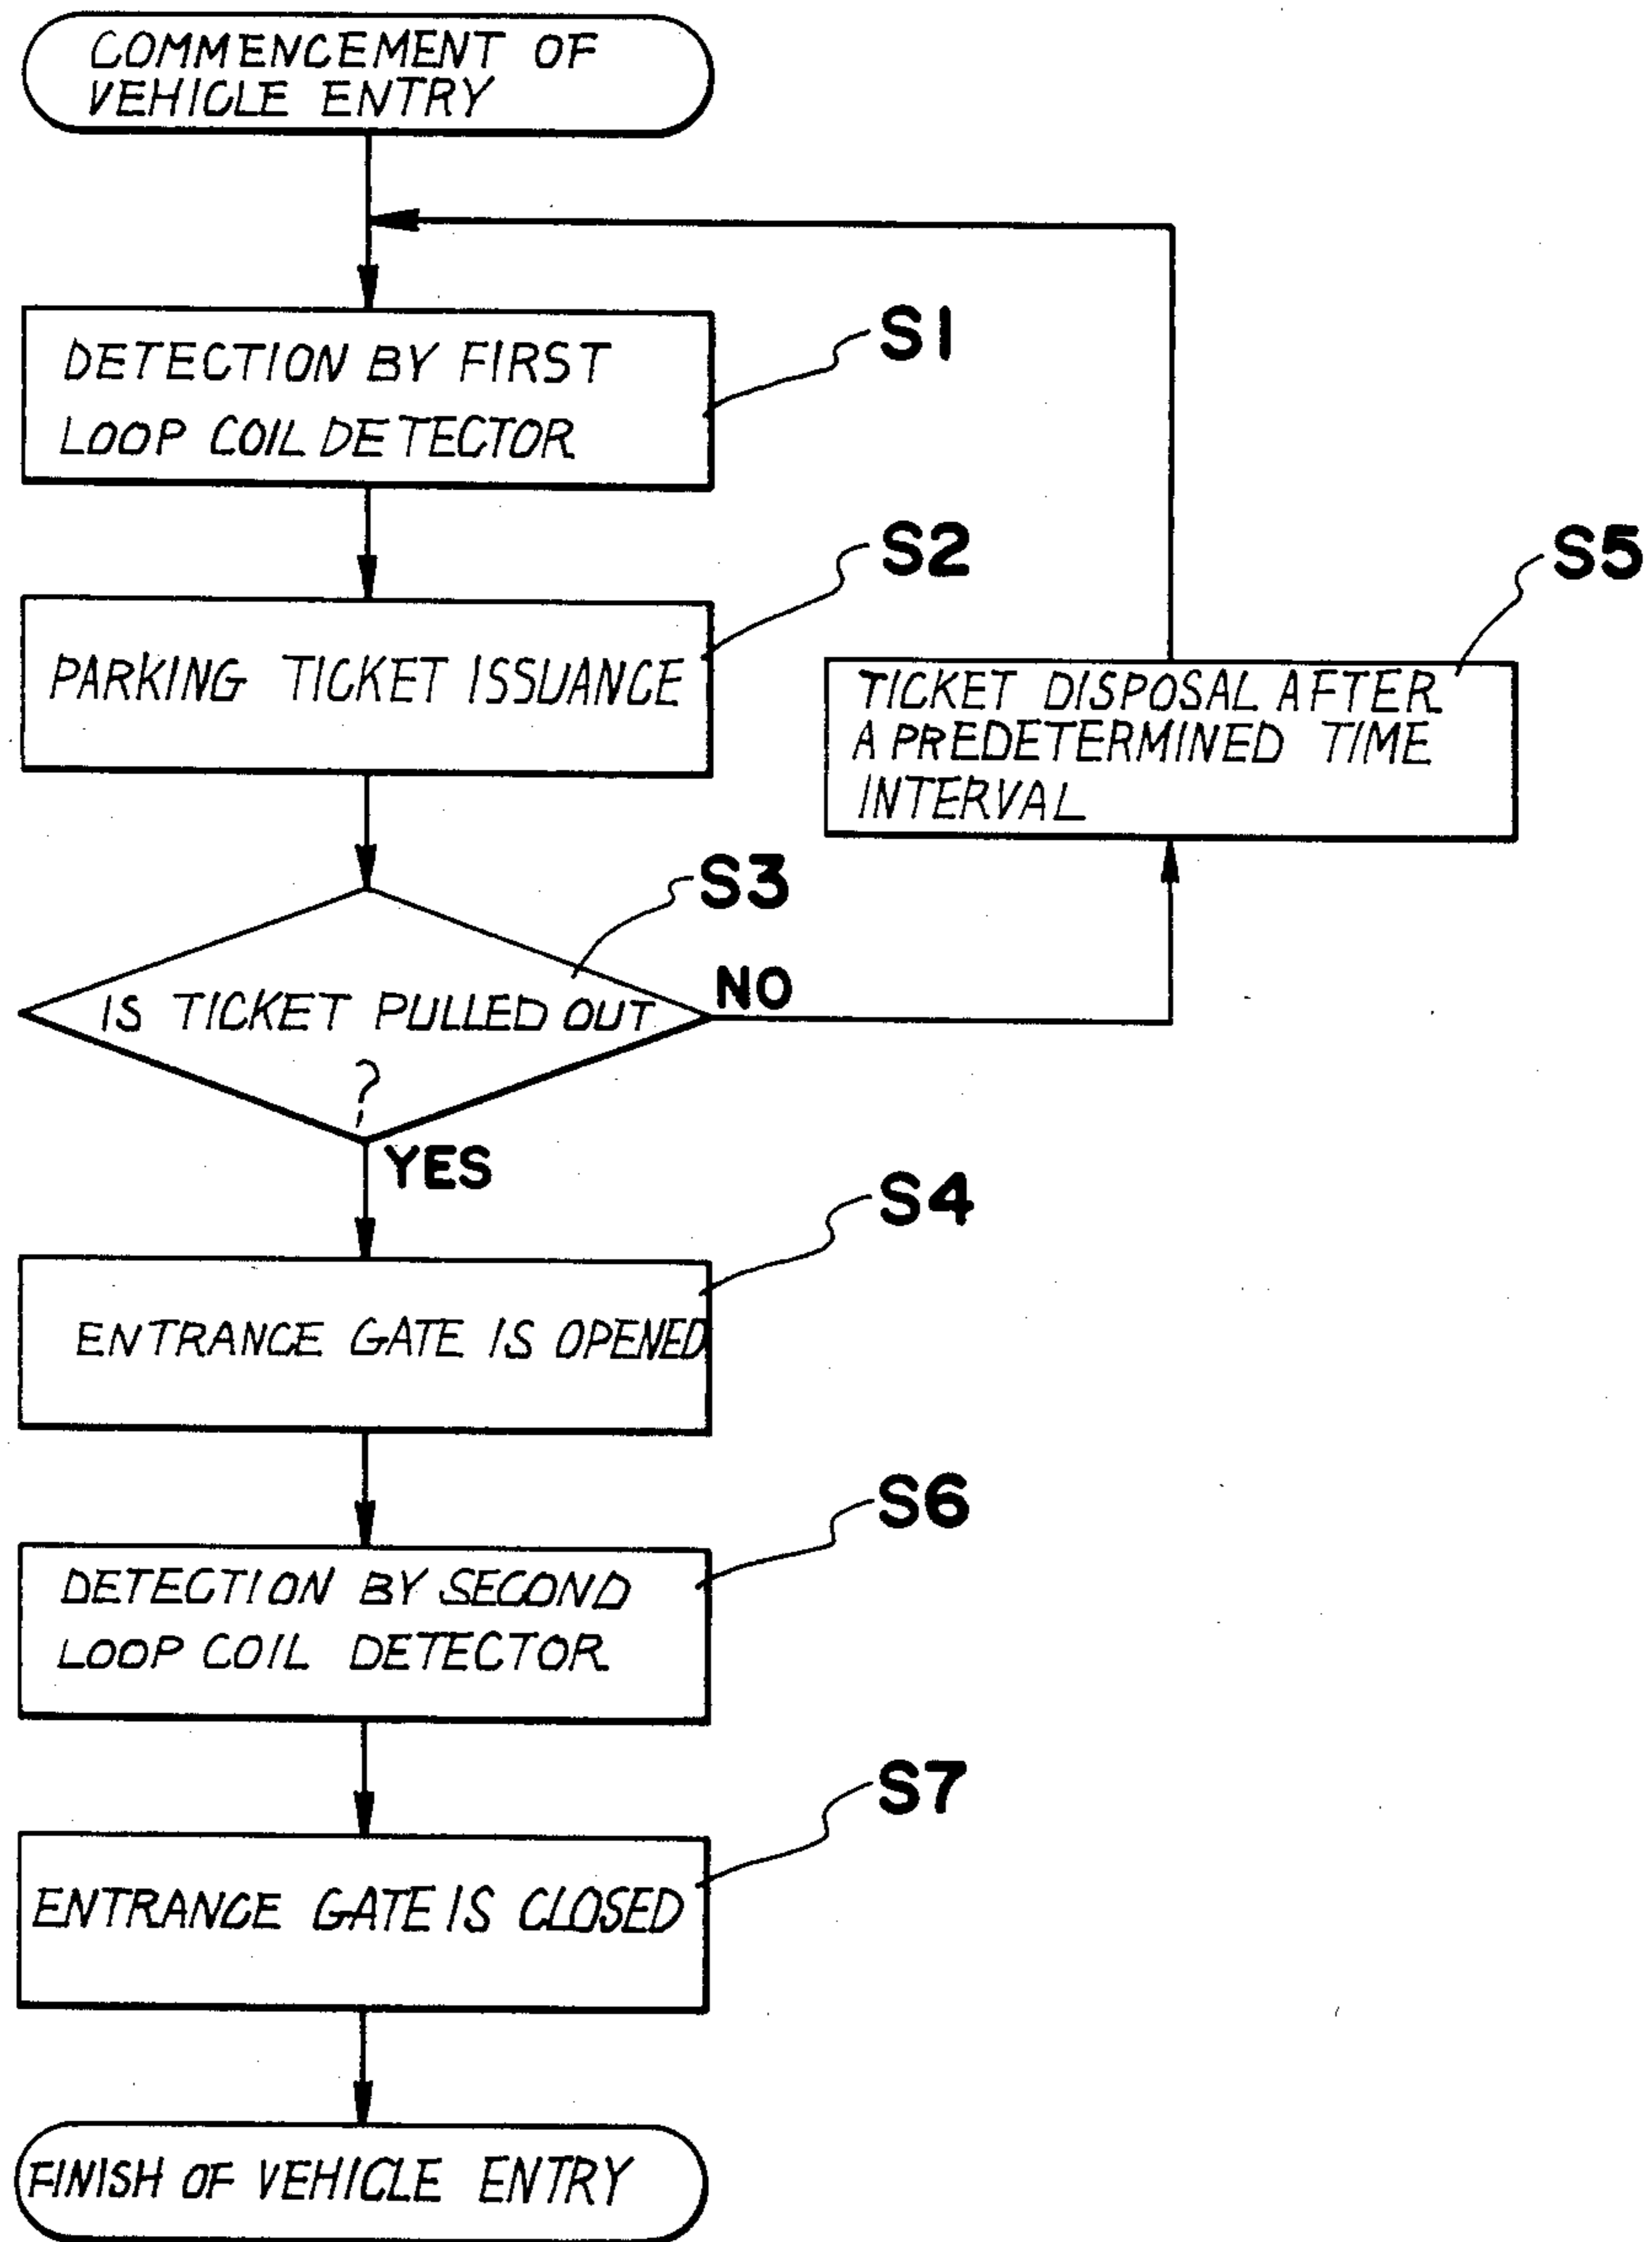 COMMENCEMENT OF
VEHICLE ENTRY
DETECTION BY FIRST
LOOP COIL DETECTOR
S1
PARKING TICKET ISSUANCE
S2
S5
TICKET DISPOSAL AFTER
A PREDETERMINED TIME
INTERVAL
S3
IS TICKET PULLED OUT
?
NO
YES
S4
ENTRANCE GATE IS OPENED
S6
DETECTION BY SECOND
LOOP COIL DETECTOR
S7
ENTRANCE GATE IS CLOSED
FINISH OF VEHICLE ENTRY